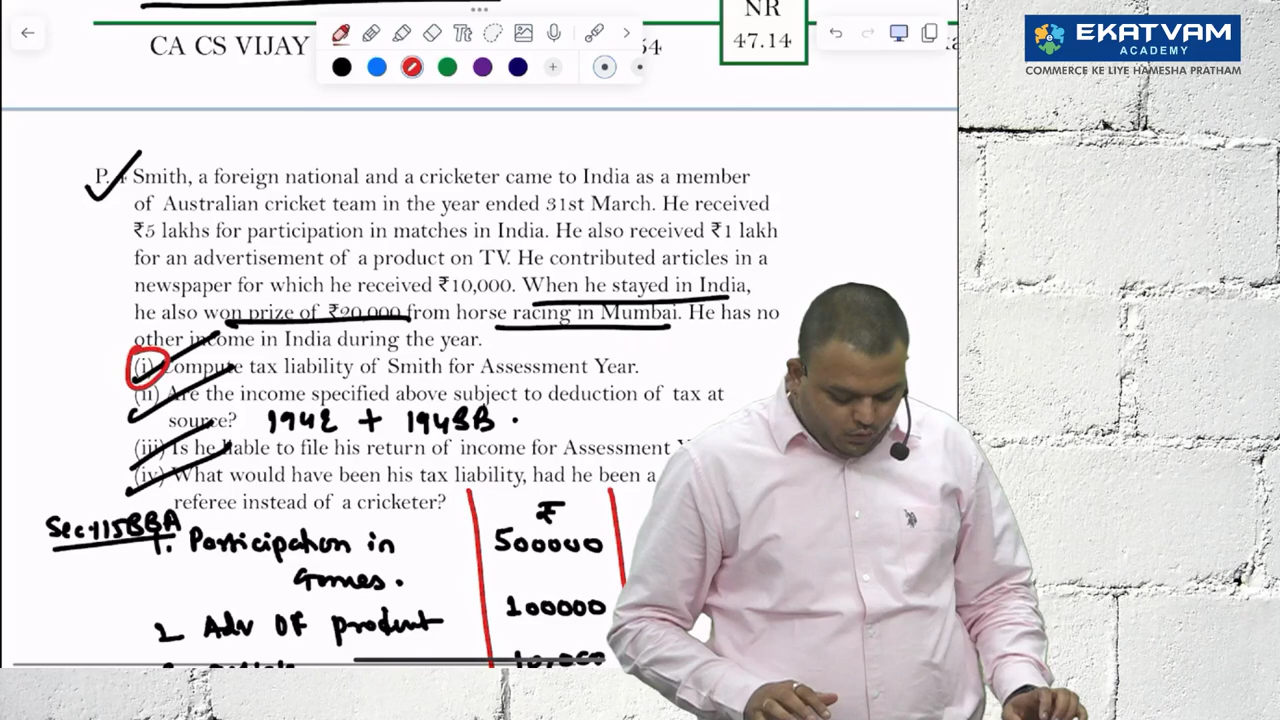 NR
CA CS VIJAY
54
47.14
EKATVAM
ACADEMY
COMMERCE KE LIYE HAMESHA PRATHAM
P. Smith, a foreign national and a cricketer came to India as a member
of Australian cricket team in the year ended 31st March. He received
₹5 lakhs for participation in matches in India. He also received ₹1 lakh
for an advertisement of a product on TV. He contributed articles in a
newspaper for which he received ₹10,000. When he stayed in India,
he also won prize of ₹20,000 from horse racing in Mumbai. He has no
other income in India during the year.
(i) Compute tax liability of Smith for Assessment Year.
(ii) Are the income specified above subject to deduction of tax at
source? 194E + 194BB .
(iii) Is he liable to file his return of income for Assessment
(iv) What would have been his tax liability, had he been a
referee instead of a cricketer?
Sec 115BBA
₹
1. Participation in 500000
Games.
2 Adv OF product 100000
10,000